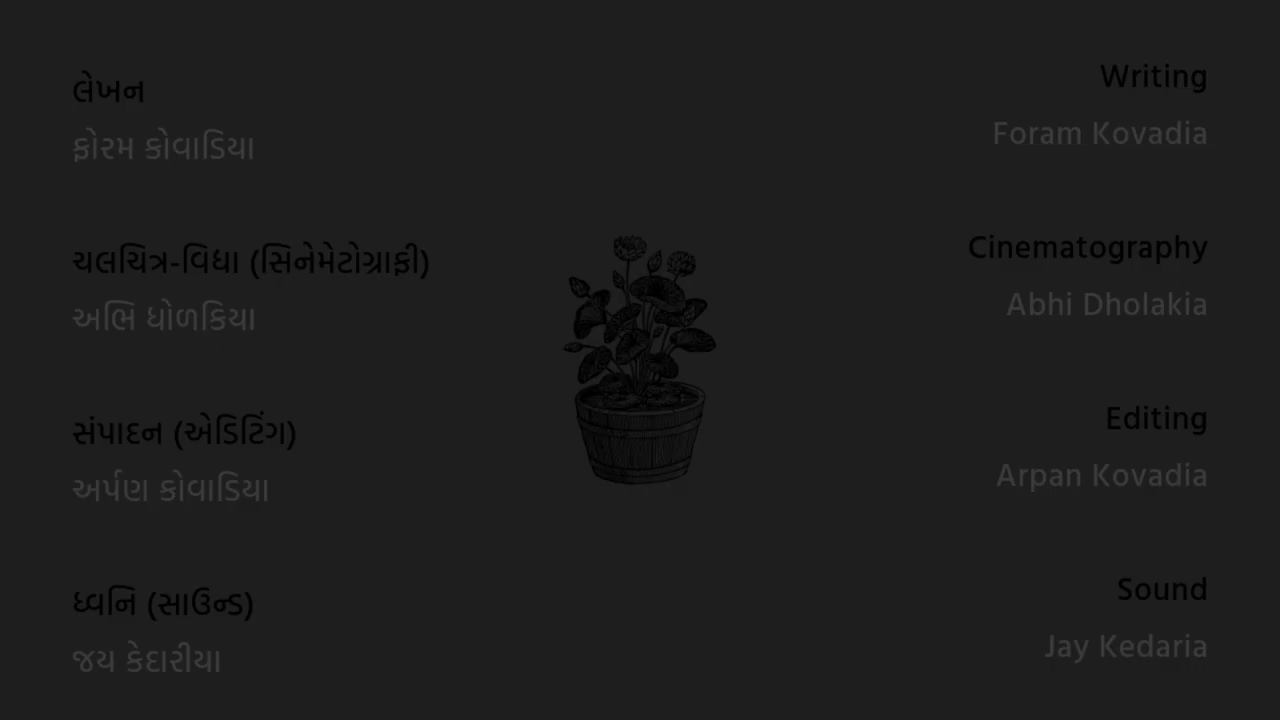 લેખન
ફોરમ કોવાડિયા
ચલચિત્ર-વિદ્યા (સિનેમેટોગ્રાફી)
અભિ ધોળકિયા
સંપાદન (એડિટિંગ)
અર્પણ કોવાડિયા
ધ્વનિ (સાઉન્ડ)
જય કેદારીયા
Writing
Foram Kovadia
Cinematography
Abhi Dholakia
Editing
Arpan Kovadia
Sound
Jay Kedaria